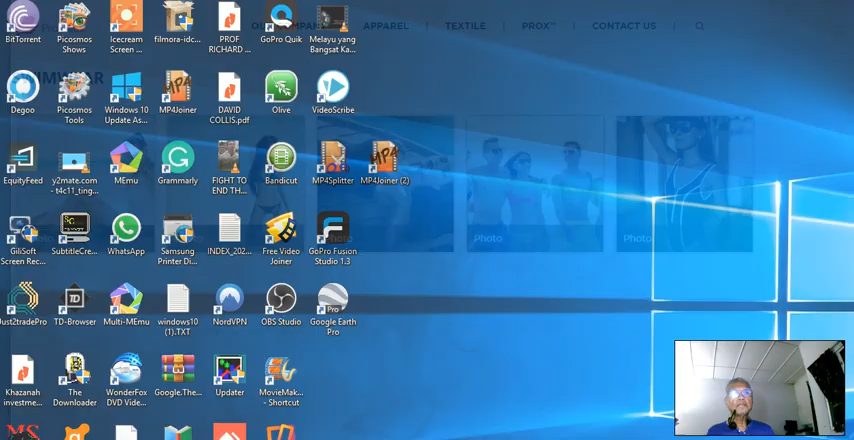 OUR COMPANY | APPAREL | TEXTILE | PROX™ | CONTACT US |
BitTorrent
Picosmos Shows
Icecream Screen ...
filmora-idc...
PROF RICHARD ...
GoPro Quik
Melayu yang Bangsat Ka...
SWIMWEAR
Degoo
Picosmos Tools
Windows 10 Update As...
MP4Joiner
DAVID COLLIS.pdf
Olive
VideoScribe
EquityFeed
y2mate.com - t4c11_ting...
MEmu
Grammarly
FIGHT TO END TH...
Bandicut
MP4Splitter
MP4Joiner (2)
GiliSoft Screen Rec...
SubtitleCre...
WhatsApp
Samsung Printer Di...
INDEX_202...
Free Video Joiner
GoPro Fusion Studio 1.3
Photo
Photo
Photo
Just2tradePro
TD-Browser
Multi-MEmu
windows10 (1).TXT
NordVPN
OBS Studio
Google Earth Pro
Khazanah investme...
The Downloader
WonderFox DVD Vide...
Google.The...
Updater
MovieMak... - Shortcut